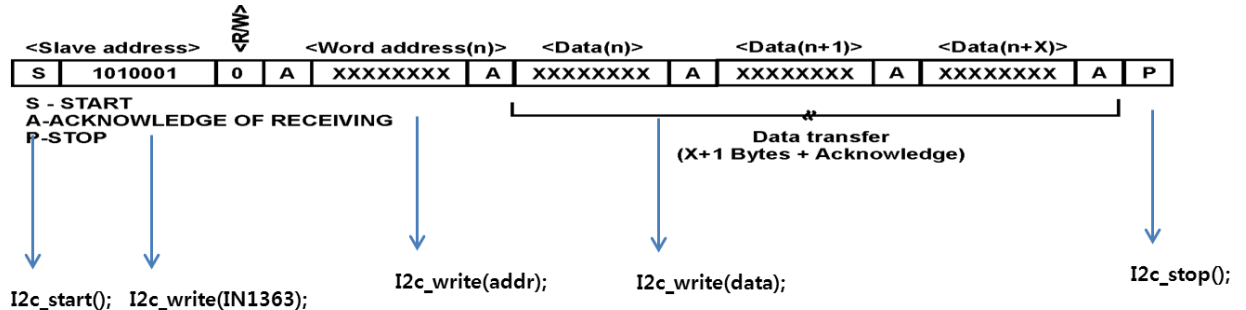 <R/W>
<Slave address> <Word address(n)> <Data(n)> <Data(n+1)> <Data(n+X)>
S 1010001 0 A XXXXXXXX A XXXXXXXX A XXXXXXXX A XXXXXXXX A P
S - START
A-ACKNOWLEDGE OF RECEIVING
P-STOP
Data transfer
(X+1 Bytes + Acknowledge)
I2c_start(); I2c_write(IN1363); I2c_write(addr); I2c_write(data); I2c_stop();